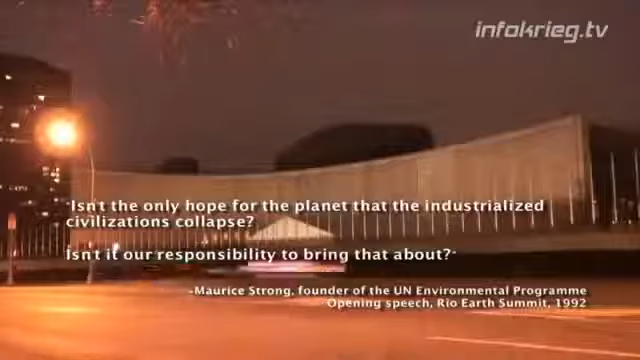 infokrieg.tv
"Isn't the only hope for the planet that the industrialized
civilizations collapse?
Isn't it our responsibility to bring that about?"
-Maurice Strong, founder of the UN Environmental Programme
Opening speech, Rio Earth Summit, 1992